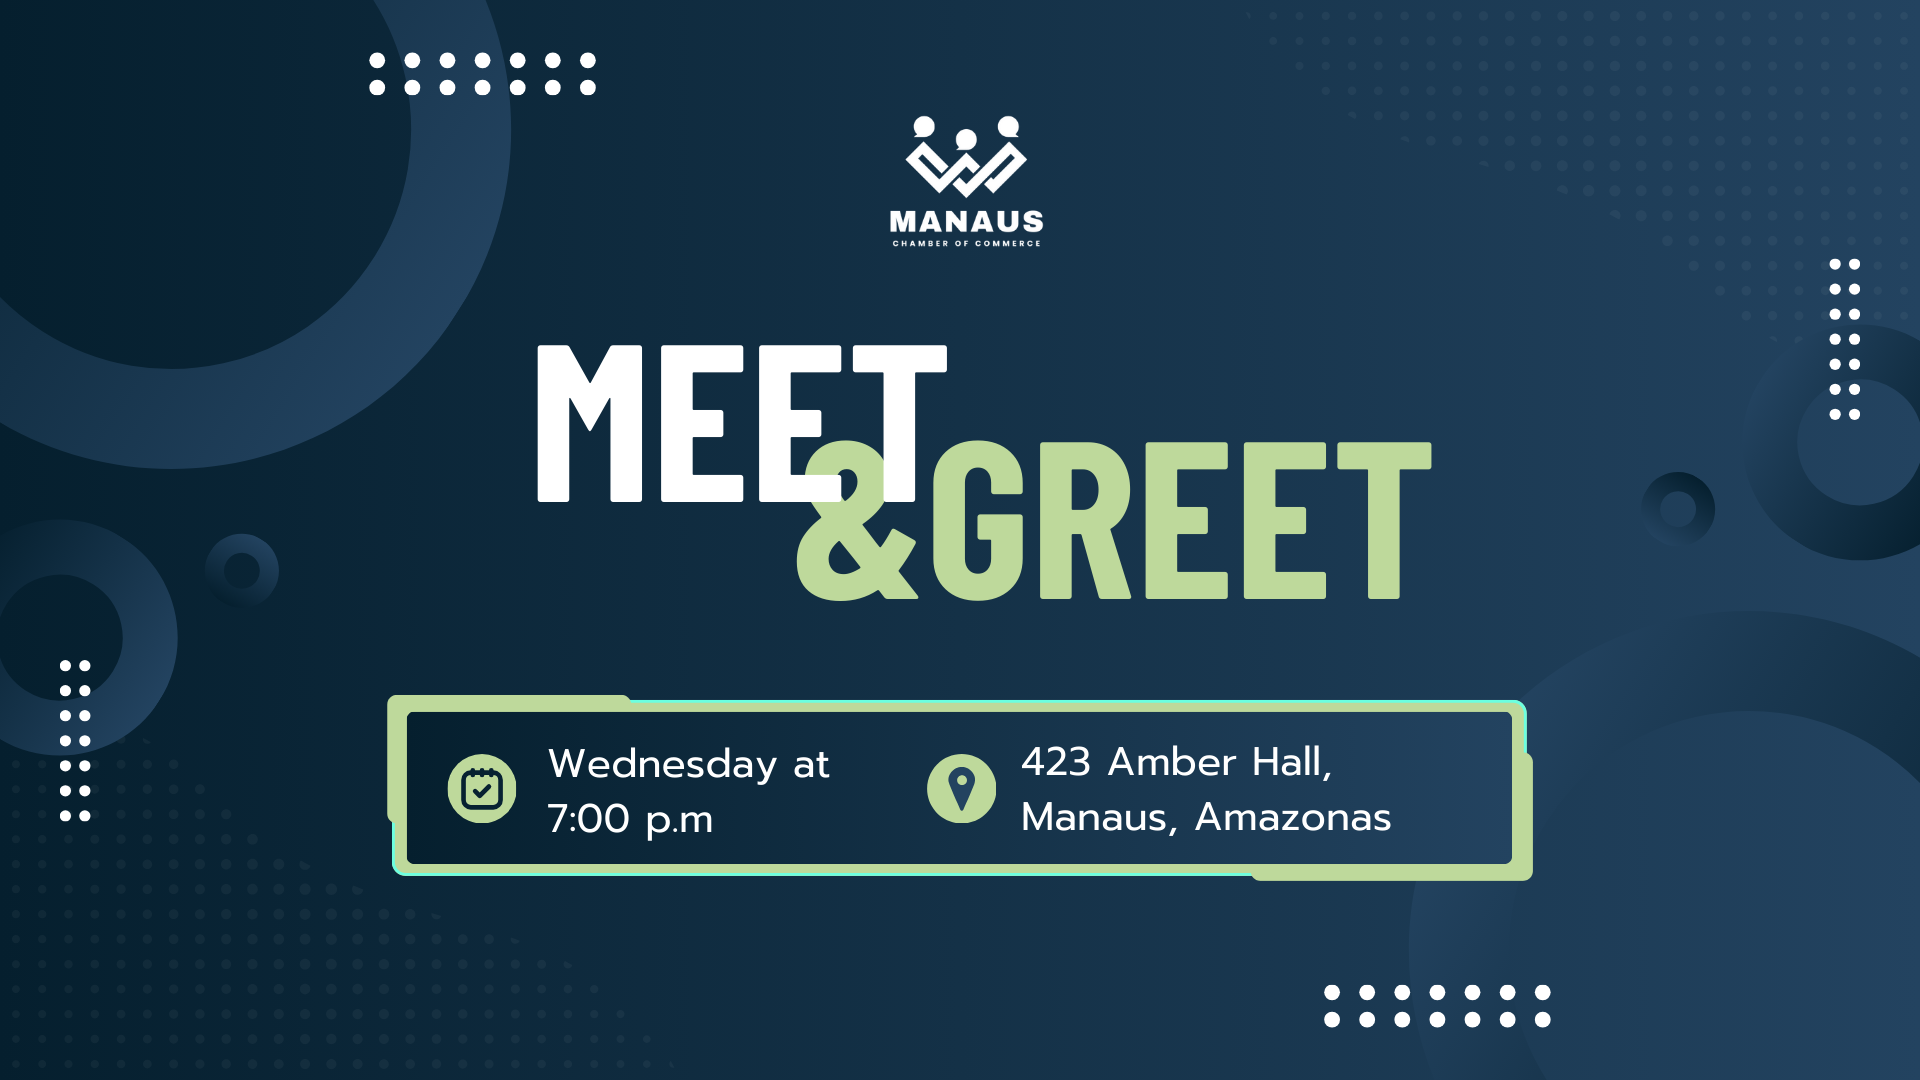 MANAUS
CHAMBER OF COMMERCE
MEET
&GREET
Wednesday at
7:00 p.m
423 Amber Hall,
Manaus, Amazonas